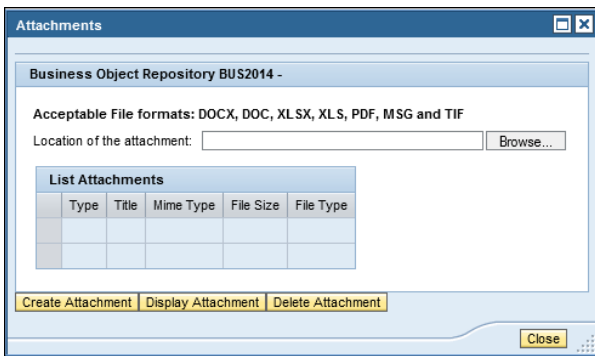 Attachments
Business Object Repository BUS2014 -
Acceptable File formats: DOCX, DOC, XLSX, XLS, PDF, MSG and TIF
Location of the attachment: Browse...
List Attachments
Type Title Mime Type File Size File Type
Create Attachment Display Attachment Delete Attachment
Close